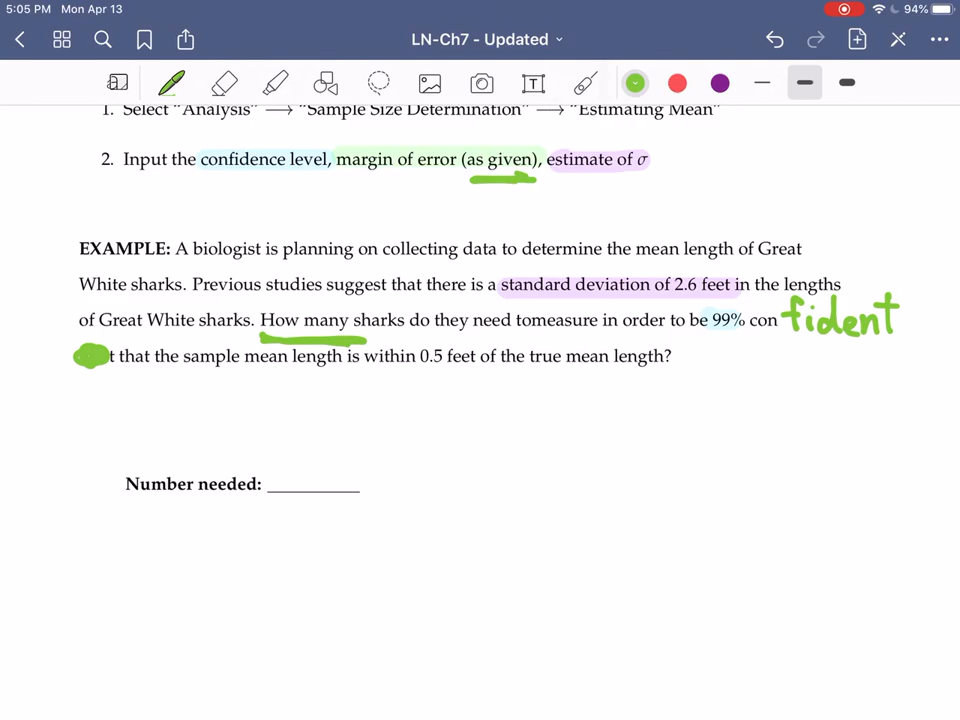 5:05 PM Mon Apr 13 94%
LN-Ch7 - Updated
1. Select "Analysis" ⟶ "Sample Size Determination" ⟶ "Estimating Mean"
2. Input the confidence level, margin of error (as given), estimate of σ
EXAMPLE: A biologist is planning on collecting data to determine the mean length of Great
White sharks. Previous studies suggest that there is a standard deviation of 2.6 feet in the lengths
of Great White sharks. How many sharks do they need tomeasure in order to be 99% con fident
t that the sample mean length is within 0.5 feet of the true mean length?
Number needed: __________